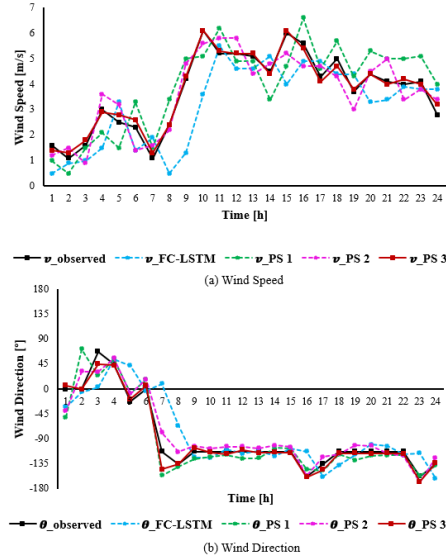 7
6
5
4
3
2
1
0
Wind Speed [m/s]
1 2 3 4 5 6 7 8 9 10 11 12 13 14 15 16 17 18 19 20 21 22 23 24
Time [h]
v_observed v_FC-LSTM v_PS 1 v_PS 2 v_PS 3
(a) Wind Speed
180
135
90
45
0
-45
-90
-135
-180
Wind Direction [°]
1 2 3 4 5 6 7 8 9 10 11 12 13 14 15 16 17 18 19 20 21 22 23 24
Time [h]
θ_observed θ_FC-LSTM θ_PS 1 θ_PS 2 θ_PS 3
(b) Wind Direction